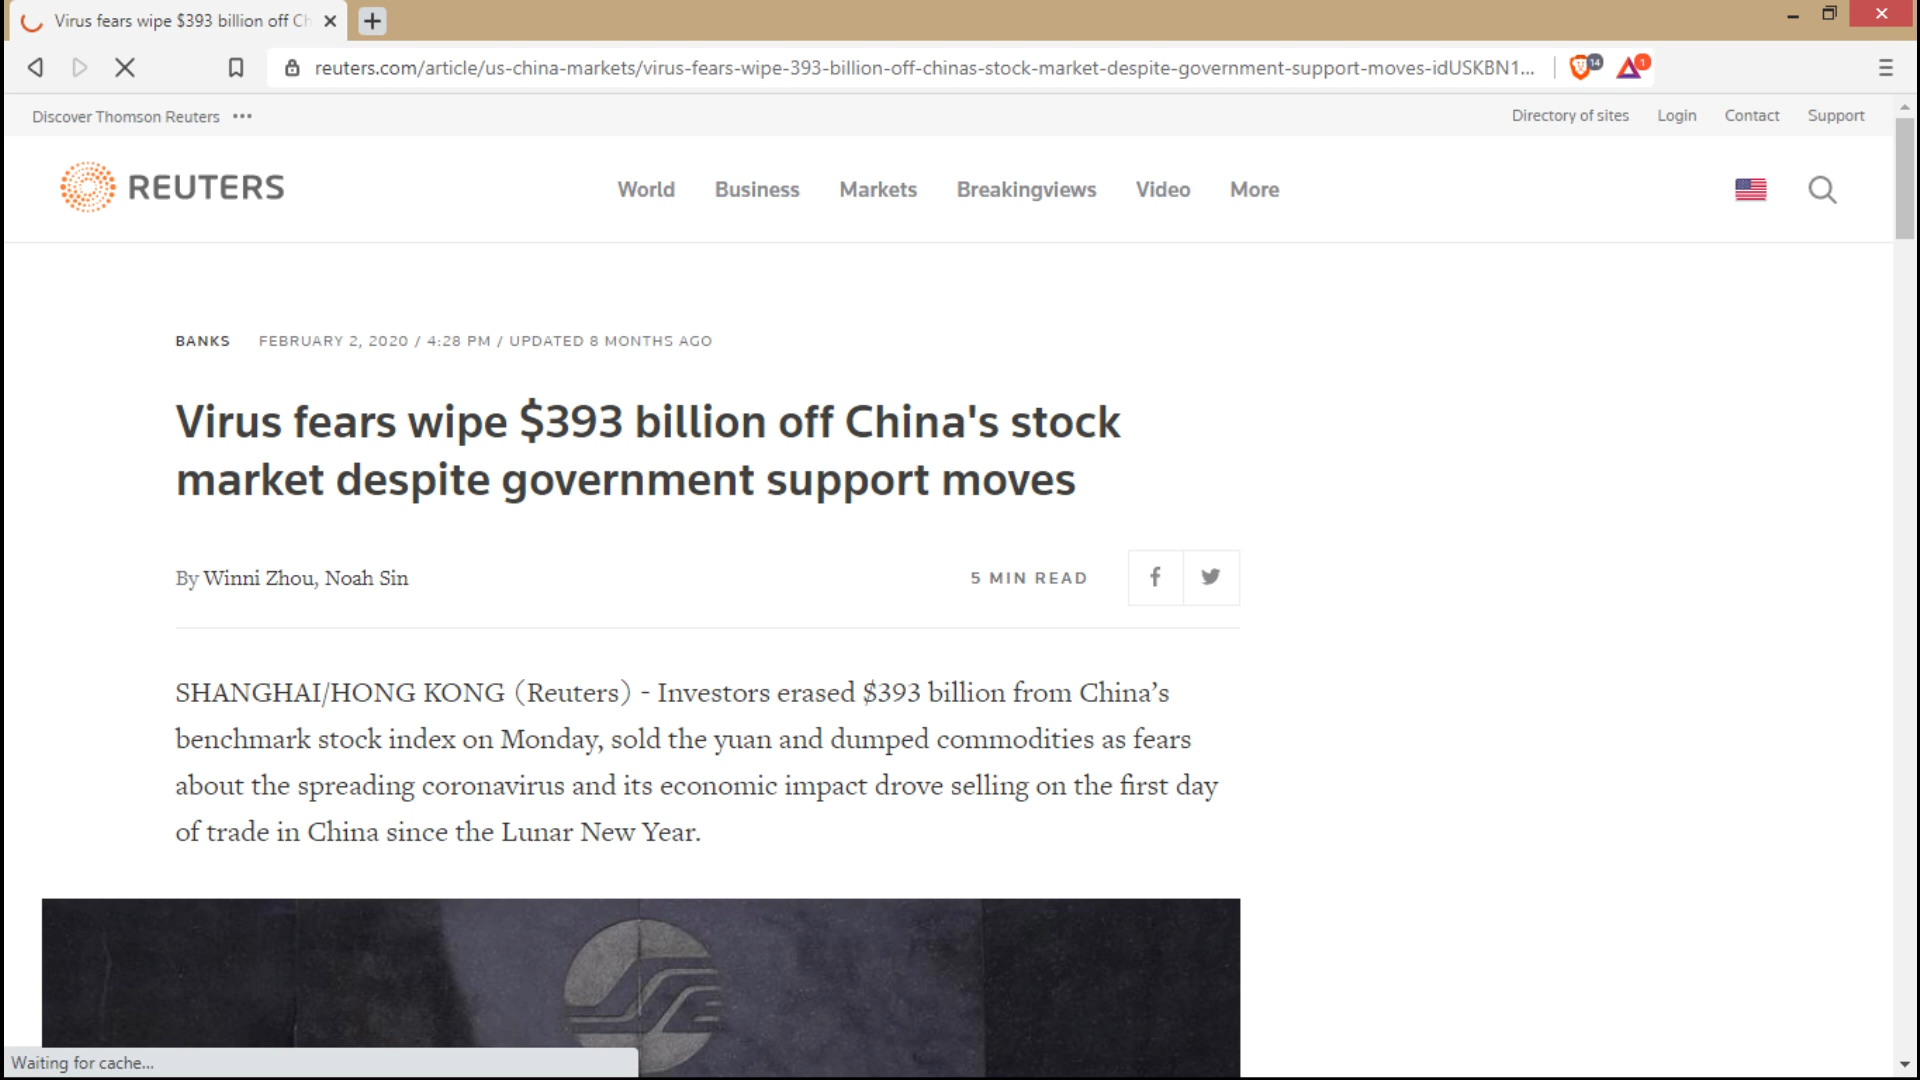 Virus fears wipe $393 billion off Ch
reuters.com/article/us-china-markets/virus-fears-wipe-393-billion-off-chinas-stock-market-despite-government-support-moves-idUSKBN1...
14
1
Discover Thomson Reuters •••
Directory of sites Login Contact Support
REUTERS
World Business Markets Breakingviews Video More
BANKS FEBRUARY 2, 2020 / 4:28 PM / UPDATED 8 MONTHS AGO
Virus fears wipe $393 billion off China's stock
market despite government support moves
By Winni Zhou, Noah Sin
5 MIN READ
SHANGHAI/HONG KONG (Reuters) - Investors erased $393 billion from China’s
benchmark stock index on Monday, sold the yuan and dumped commodities as fears
about the spreading coronavirus and its economic impact drove selling on the first day
of trade in China since the Lunar New Year.
Waiting for cache...